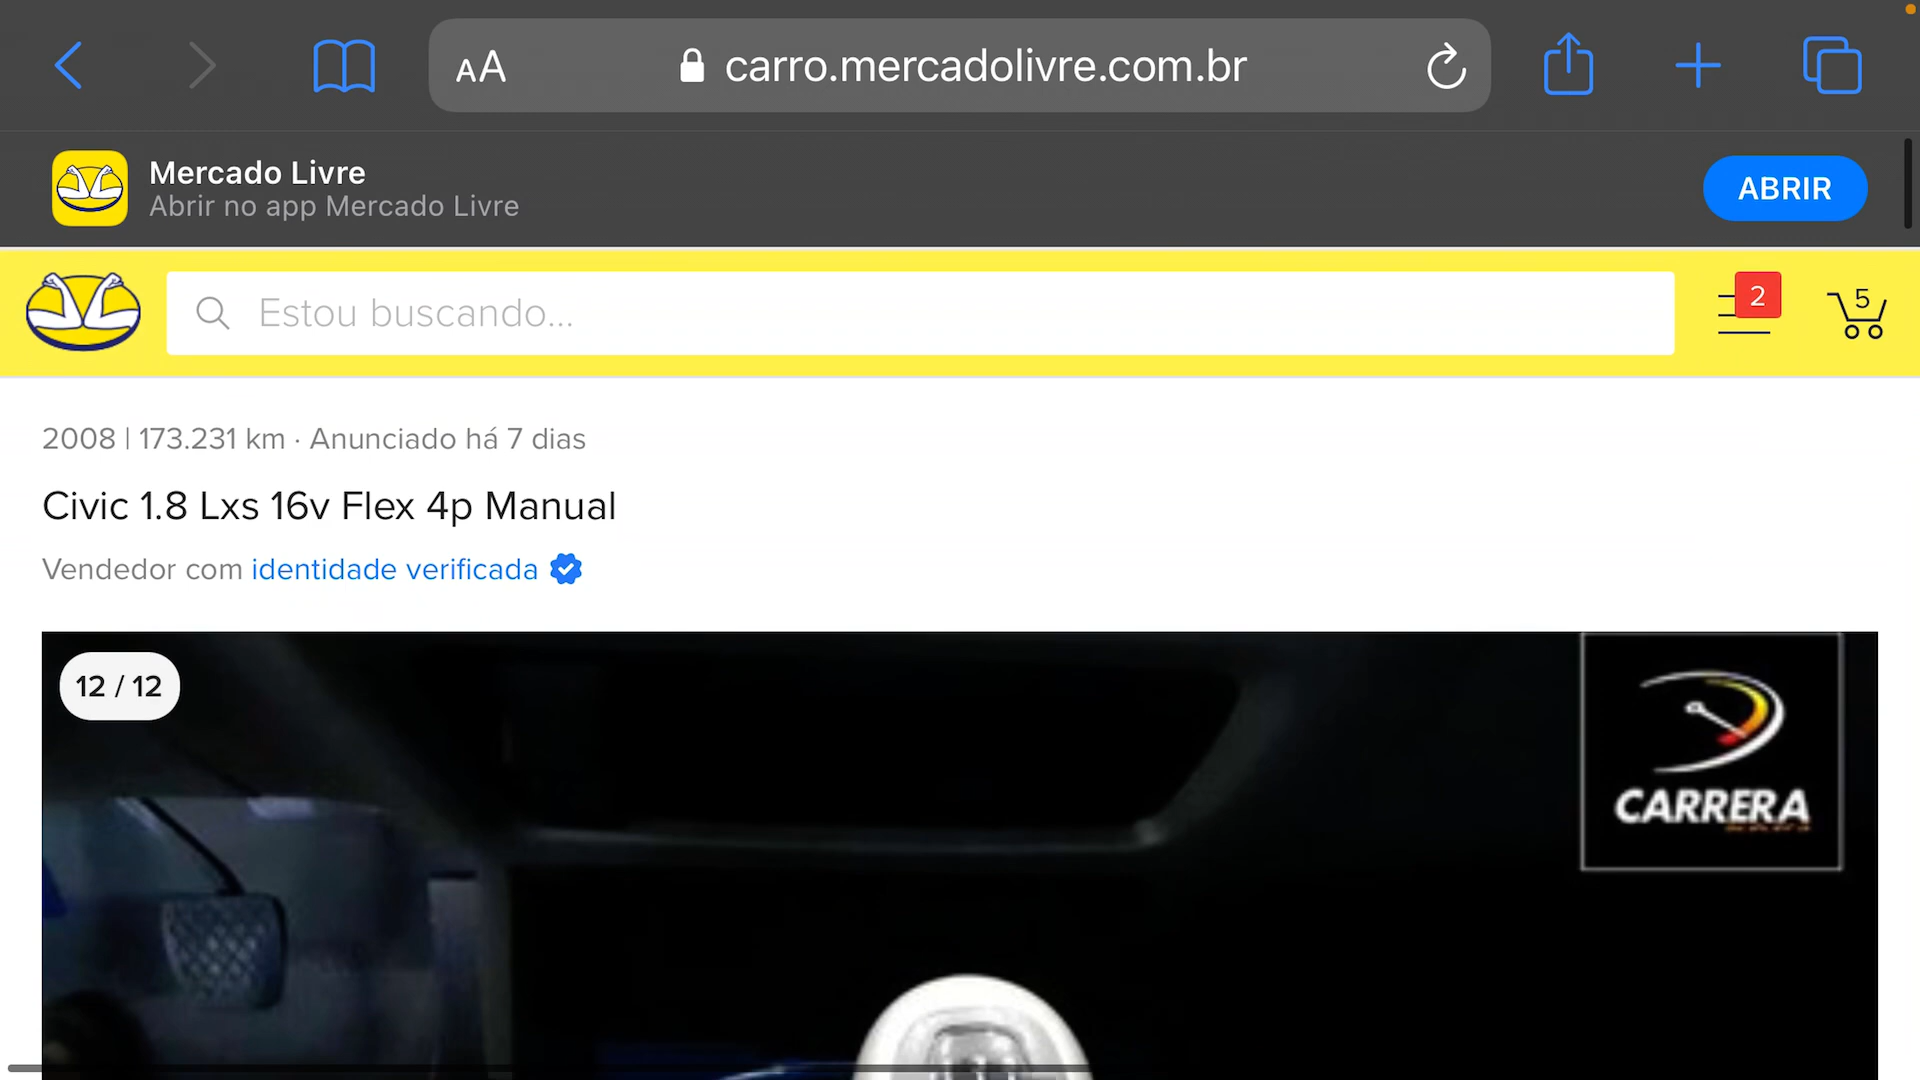 AA
carro.mercadolivre.com.br
Mercado Livre
Abrir no app Mercado Livre
ABRIR
Estou buscando...
2
5
2008 | 173.231 km · Anunciado há 7 dias
Civic 1.8 Lxs 16v Flex 4p Manual
Vendedor com identidade verificada
12 / 12
CARRERA